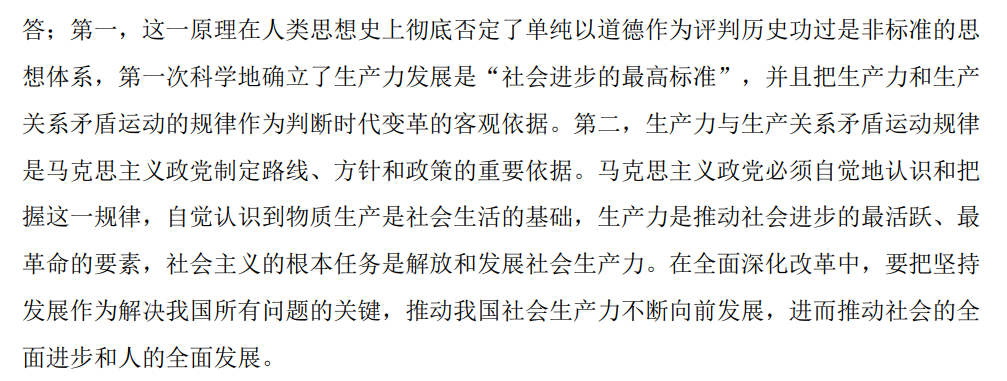 答；第一，这一原理在人类思想史上彻底否定了单纯以道德作为评判历史功过是非标准的思
想体系，第一次科学地确立了生产力发展是“社会进步的最高标准”，并且把生产力和生产
关系矛盾运动的规律作为判断时代变革的客观依据。第二，生产力与生产关系矛盾运动规律
是马克思主义政党制定路线、方针和政策的重要依据。马克思主义政党必须自觉地认识和把
握这一规律，自觉认识到物质生产是社会生活的基础，生产力是推动社会进步的最活跃、最
革命的要素，社会主义的根本任务是解放和发展社会生产力。在全面深化改革中，要把坚持
发展作为解决我国所有问题的关键，推动我国社会生产力不断向前发展，进而推动社会的全
面进步和人的全面发展。